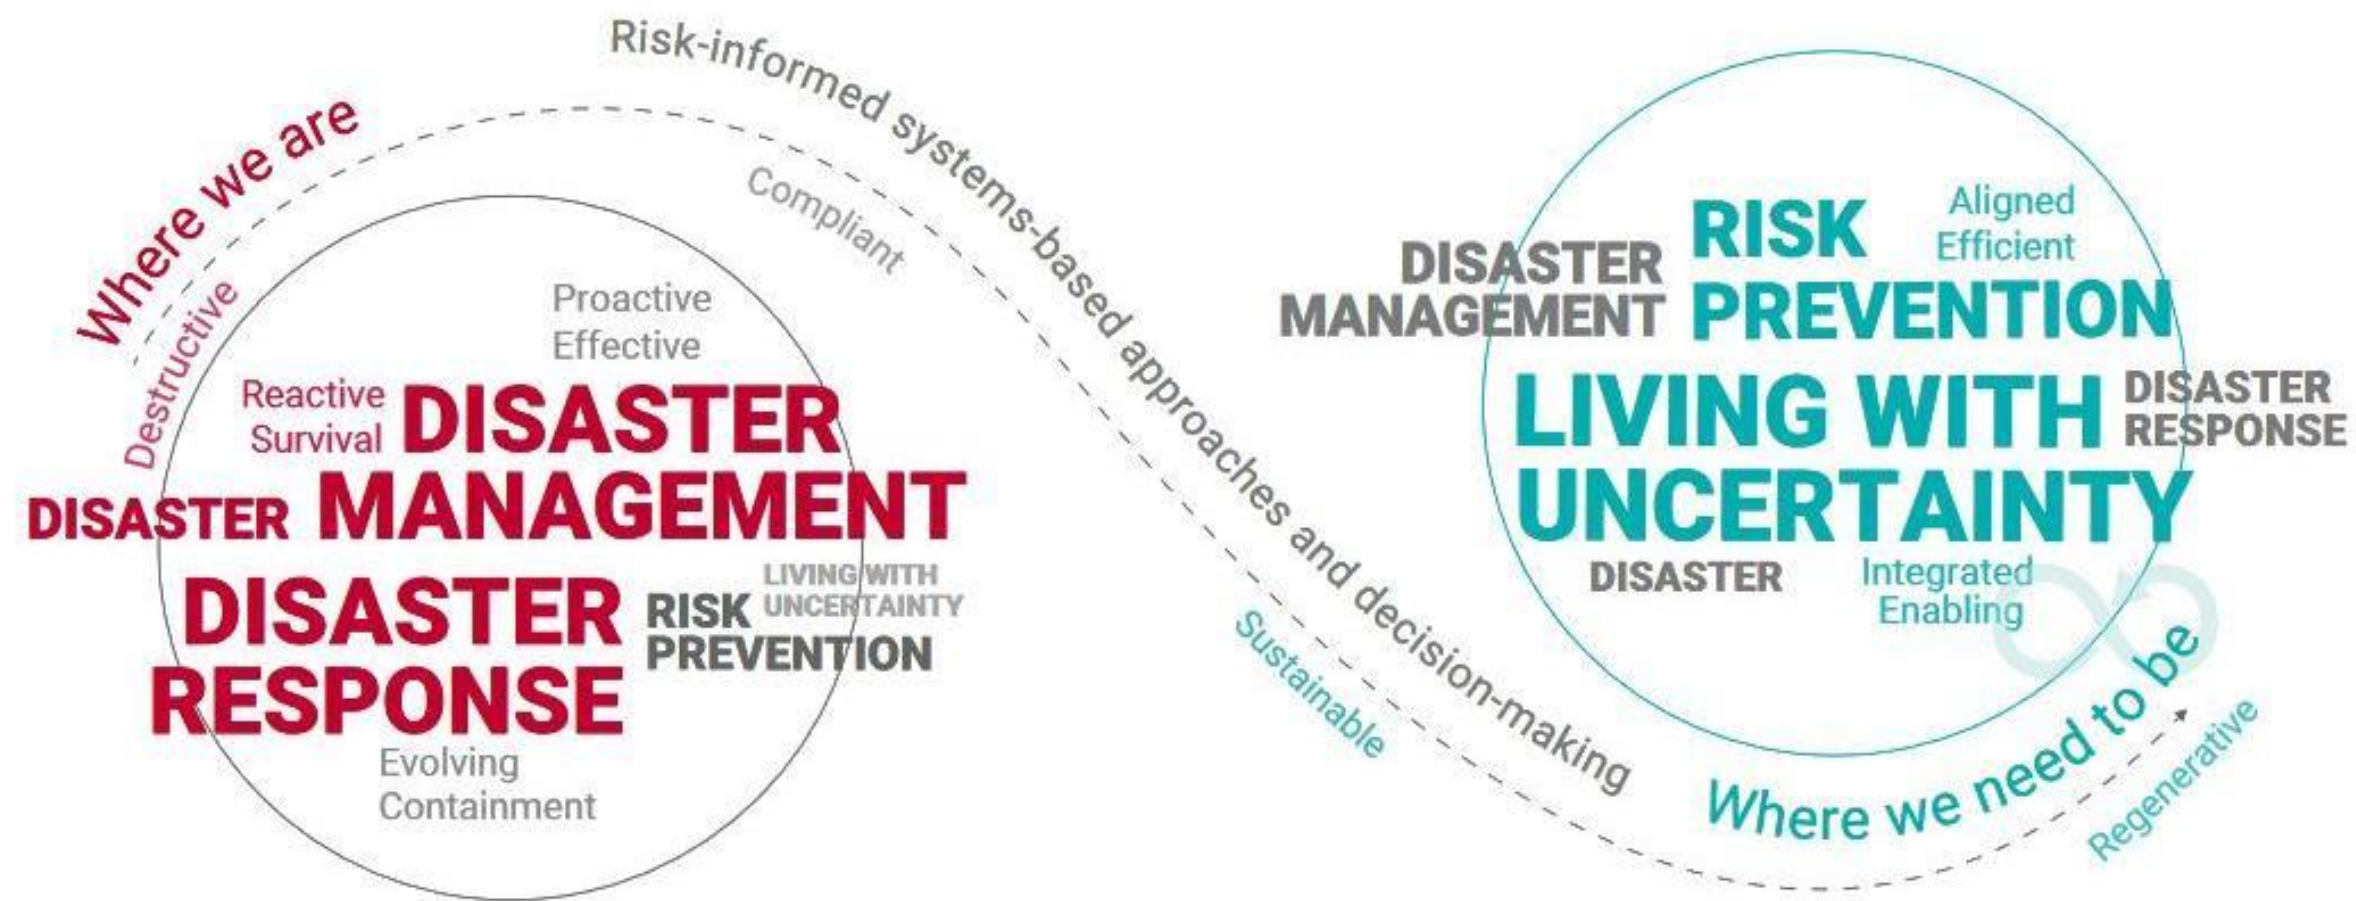 Where we are
Destructive
Risk-informed systems-based approaches and decision-making
Compliant
Proactive
Effective
Reactive
Survival
DISASTER
MANAGEMENT
DISASTER
DISASTER
RESPONSE
RISK
PREVENTION
LIVING WITH
UNCERTAINTY
Evolving
Containment
Sustainable
DISASTER
MANAGEMENT
RISK
PREVENTION
Aligned
Efficient
LIVING WITH
UNCERTAINTY
DISASTER
RESPONSE
DISASTER
Integrated
Enabling
Where we need to be
Regenerative